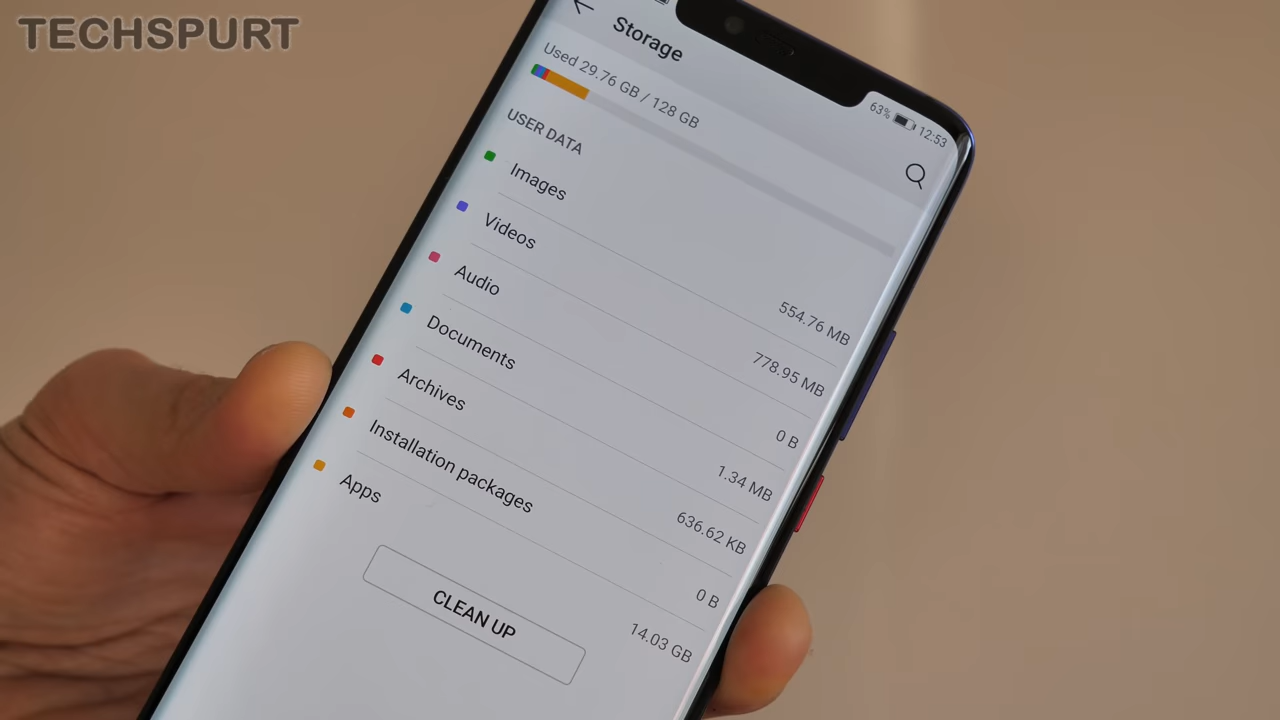 TECHSPURT
Storage
63% 12:53
Used 29.76 GB / 128 GB
USER DATA
Images 554.76 MB
Videos 778.95 MB
Audio 0 B
Documents 1.34 MB
Archives 636.62 KB
Installation packages 0 B
Apps 14.03 GB
CLEAN UP